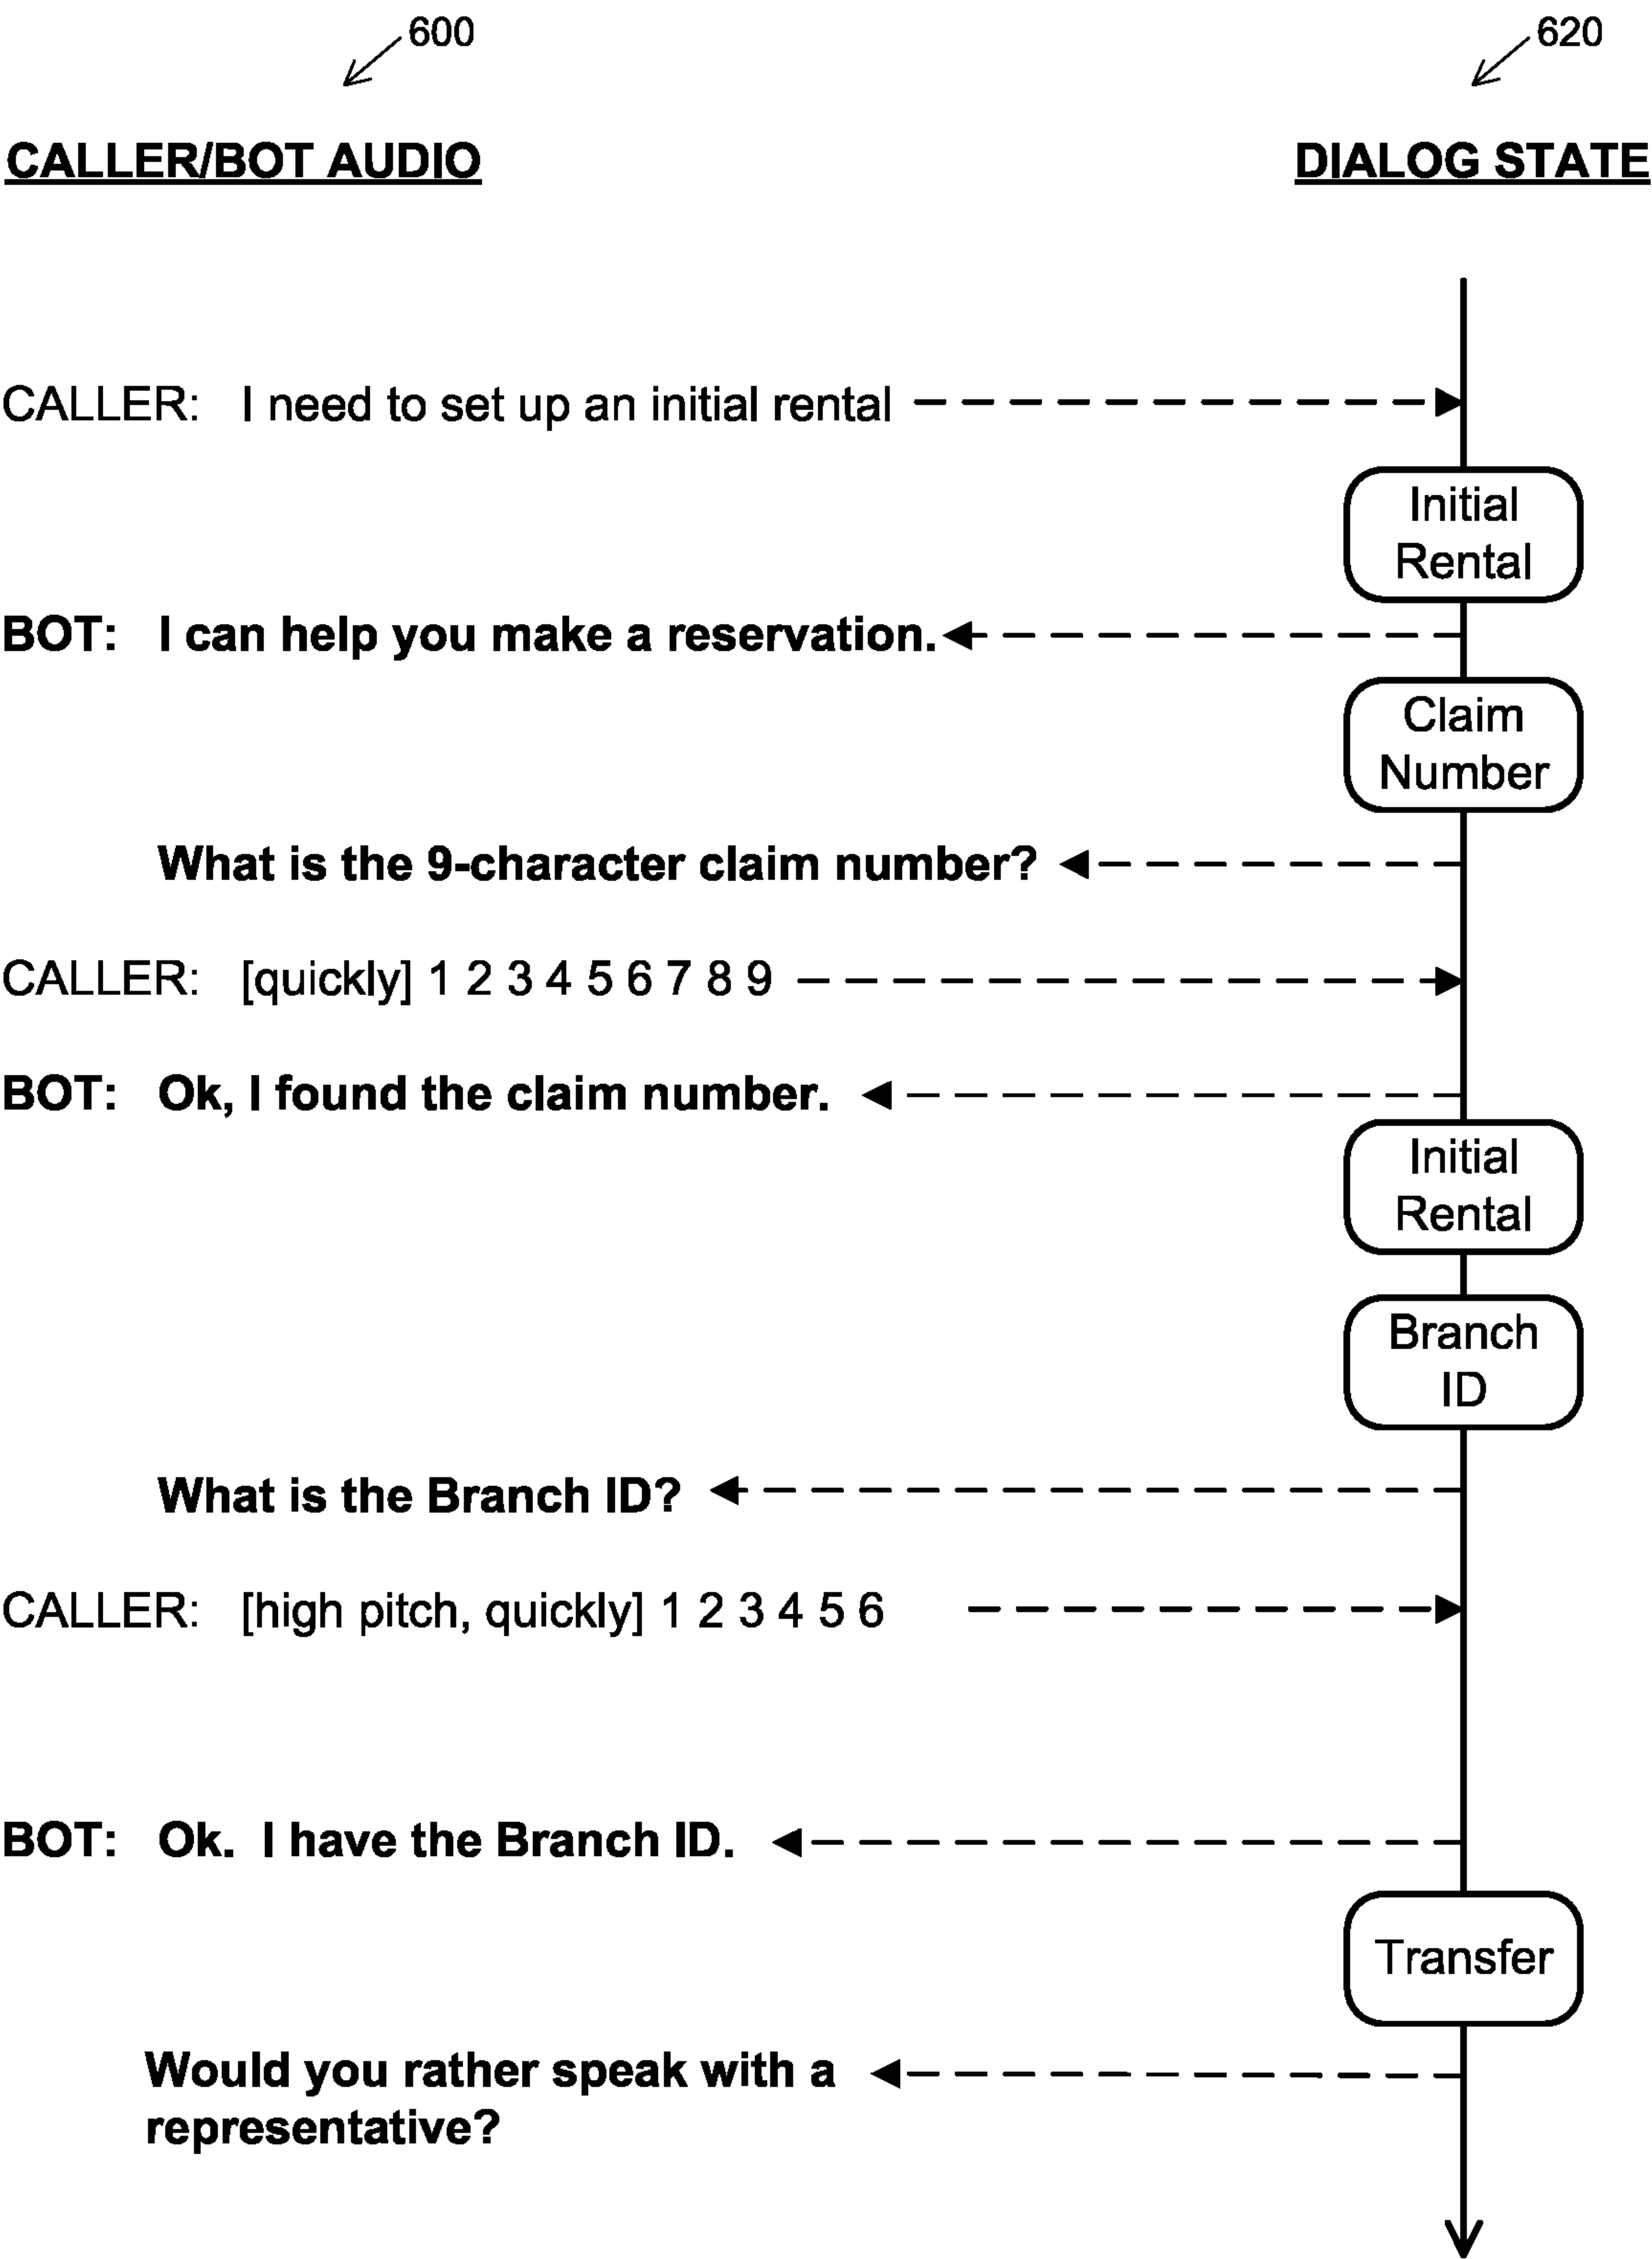 600
620
CALLER/BOT AUDIO
DIALOG STATE
CALLER: I need to set up an initial rental
Initial
Rental
BOT: I can help you make a reservation.
Claim
Number
What is the 9-character claim number?
CALLER: [quickly] 1 2 3 4 5 6 7 8 9
BOT: Ok, I found the claim number.
Initial
Rental
Branch
ID
What is the Branch ID?
CALLER: [high pitch, quickly] 1 2 3 4 5 6
BOT: Ok. I have the Branch ID.
Transfer
Would you rather speak with a
representative?